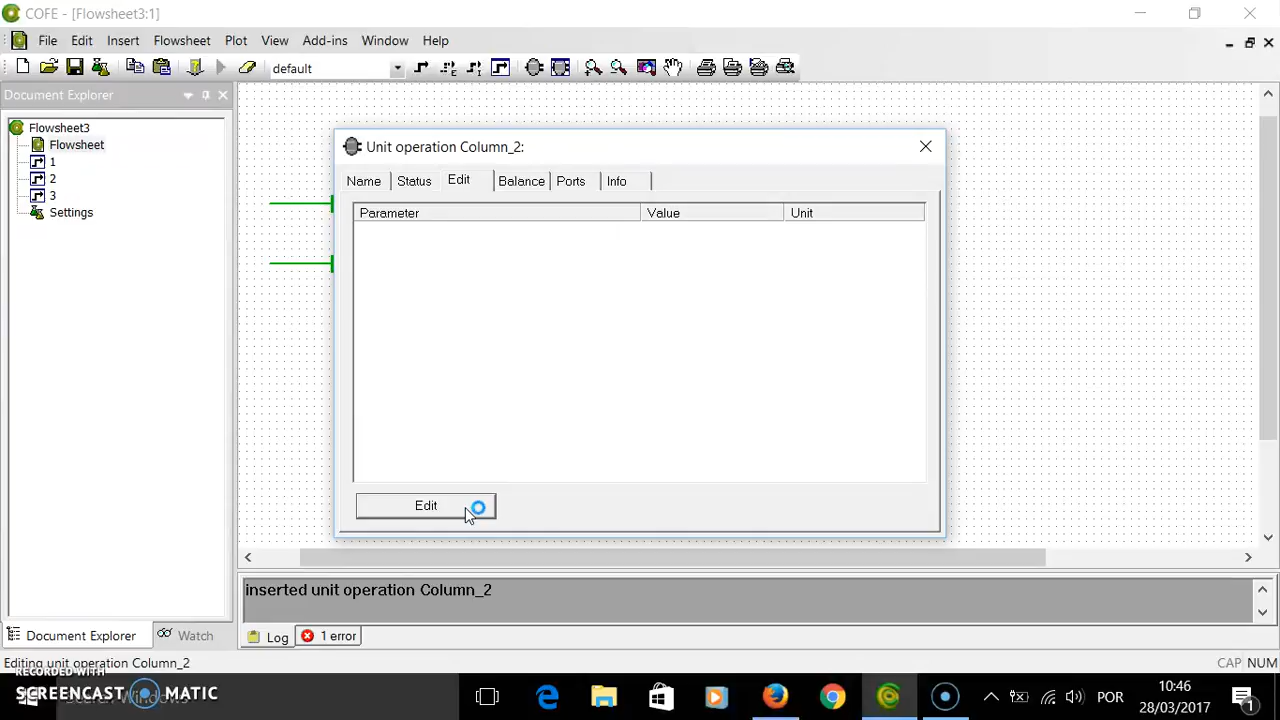 COFE - [Flowsheet3:1]
File Edit Insert Flowsheet Plot View Add-ins Window Help
default
Document Explorer
Flowsheet3
Flowsheet
1
2
3
Settings
Unit operation Column_2:
Name Status Edit Balance Ports Info
Parameter Value Unit
Edit
inserted unit operation Column_2
Document Explorer Watch
Log 1 error
Editing unit operation Column_2
CAP NUM
RECORDED WITH
SCREENCAST MATIC
POR
10:46
28/03/2017
1